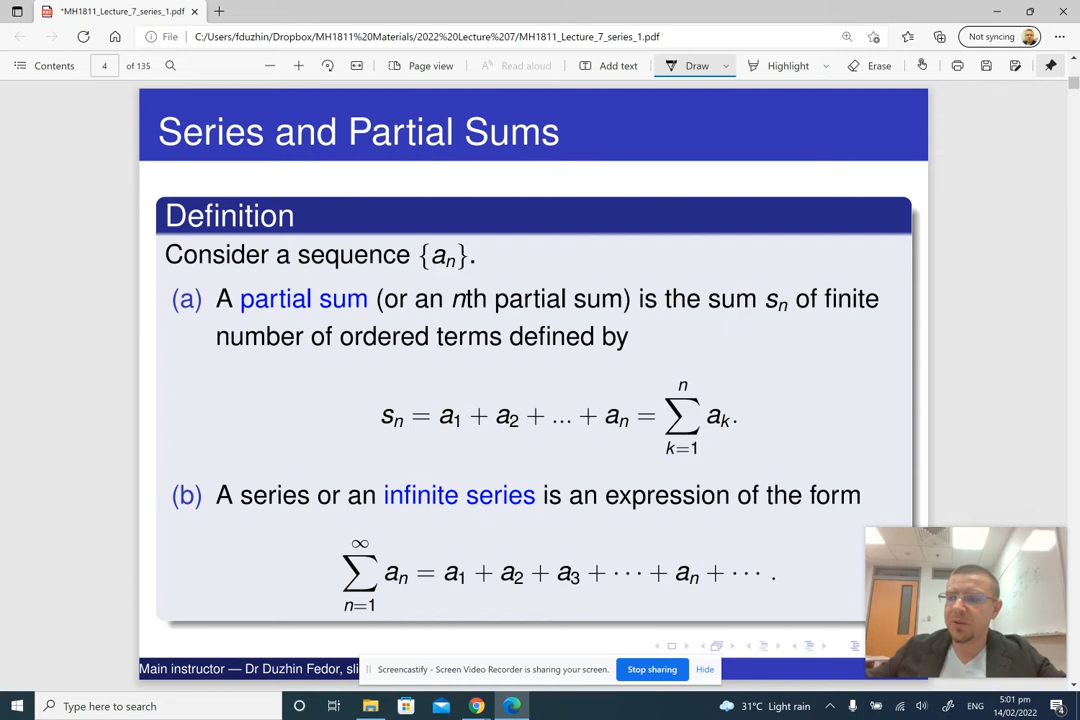 *MH1811_Lecture_7_series_1.pdf
File C:/Users/fduzhin/Dropbox/MH1811%20Materials/2022%20Lecture%207/MH1811_Lecture_7_series_1.pdf Not syncing
Contents 4 of 135 Page view Read aloud Add text Draw Highlight Erase
Series and Partial Sums
Definition
Consider a sequence {aₙ}.
(a) A partial sum (or an nth partial sum) is the sum sₙ of finite
number of ordered terms defined by
n
sₙ = a₁ + a₂ + ... + aₙ = ∑ aₖ.
k=1
(b) A series or an infinite series is an expression of the form
∞
∑ aₙ = a₁ + a₂ + a₃ + ⋯ + aₙ + ⋯ .
n=1
Main instructor — Dr Duzhin Fedor, sli
Screencastify - Screen Video Recorder is sharing your screen. Stop sharing Hide
Type here to search 31°C Light rain ENG 5:01 pm
14/02/2022 4